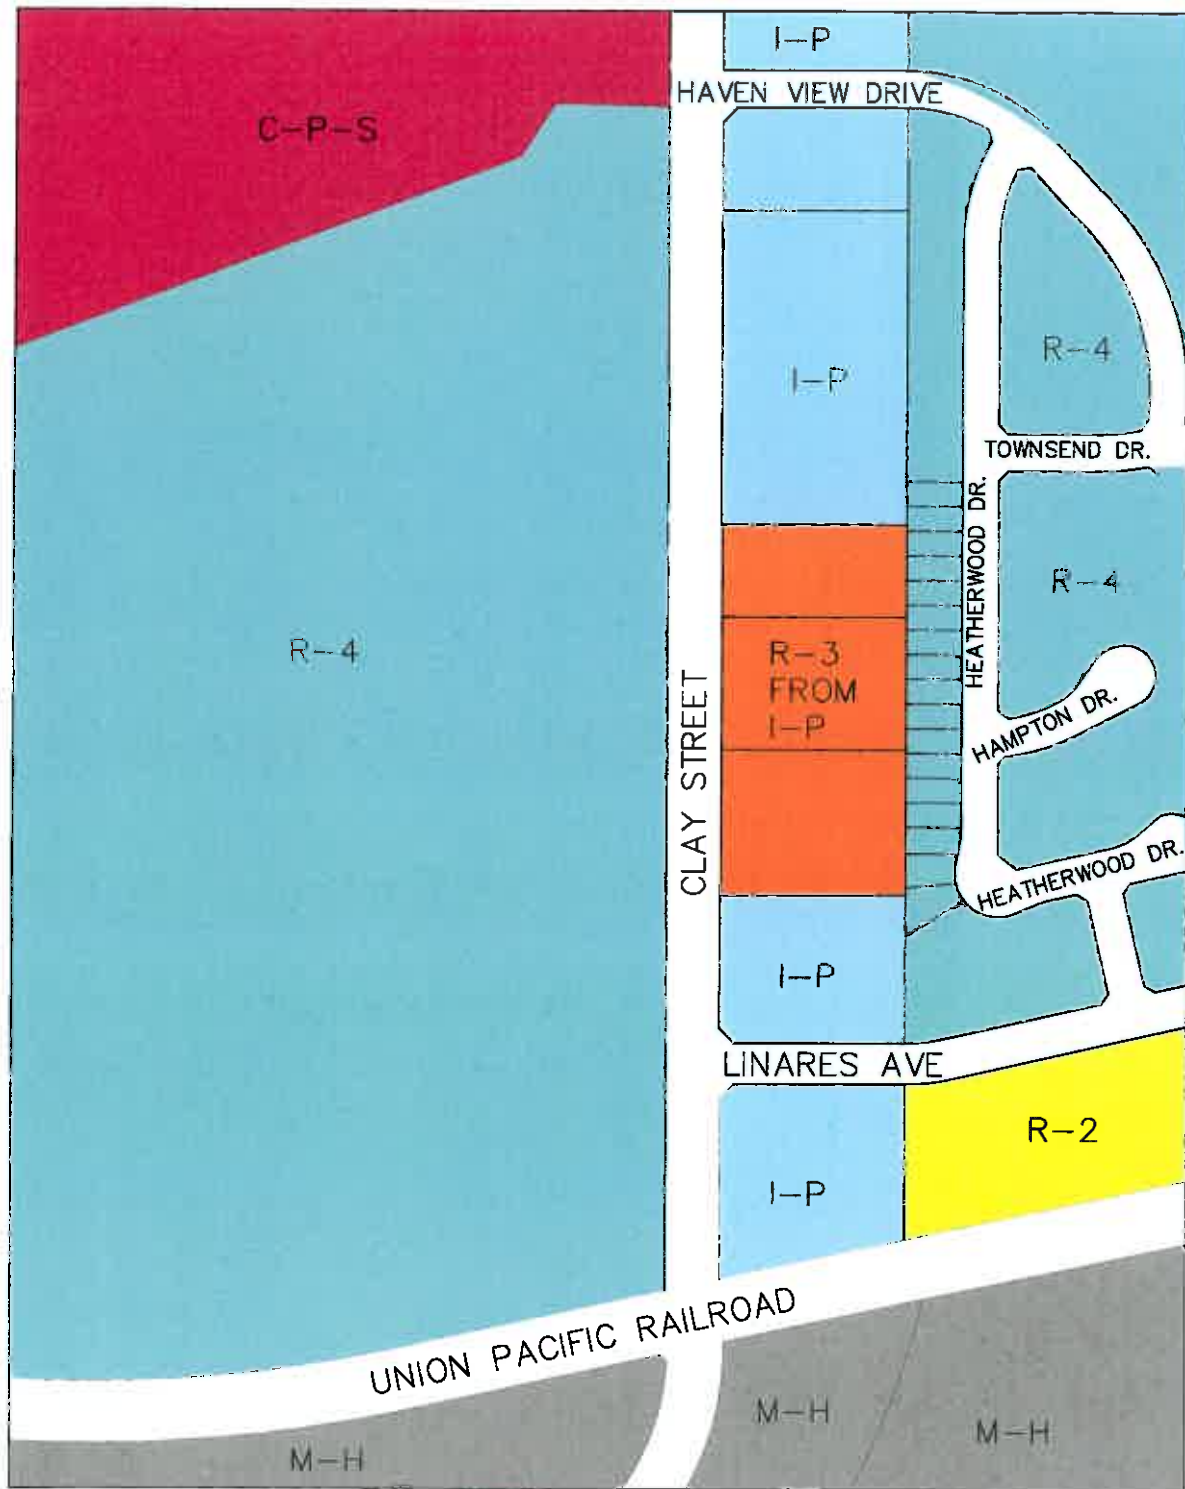 I-P
HAVEN VIEW DRIVE
C-P-S
R-4
I-P
TOWNSEND DR.
HEATHERWOOD DR.
R-4
R-4
R-3
FROM
I-P
CLAY STREET
HAMPTON DR.
HEATHERWOOD DR.
I-P
LINARES AVE
R-2
I-P
UNION PACIFIC RAILROAD
M-H
M-H
M-H